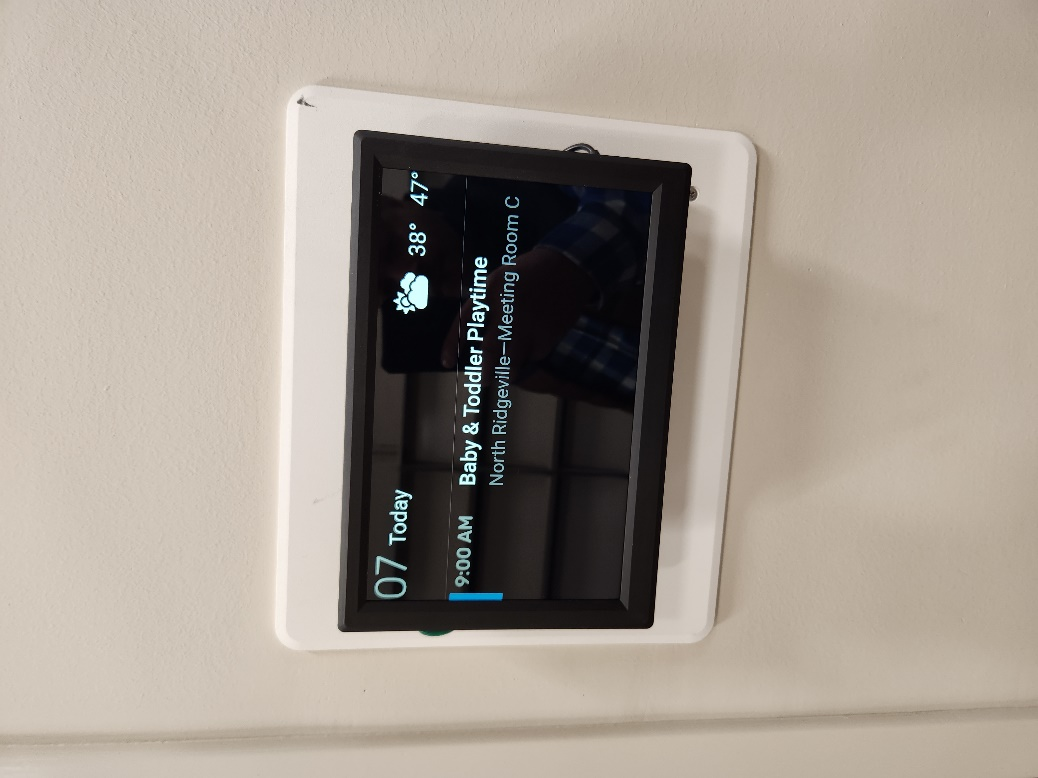 07 Today 38° 47°
9:00 AM Baby & Toddler Playtime
North Ridgeville–Meeting Room C